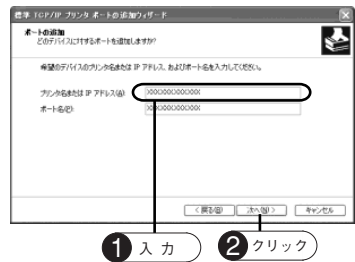 標準 TCP/IP プリンタ ポートの追加ウィザード
ポートの追加
どのデバイスに対するポートを追加しますか?
希望のデバイスのプリンタ名または IP アドレス、およびポート名を入力してください。
プリンタ名または IP アドレス(A): XXX.XXX.XXX.XXX
ポート名(P): XXX.XXX.XXX.XXX
< 戻る(B) 次へ(N) > キャンセル
1 入力 2 クリック